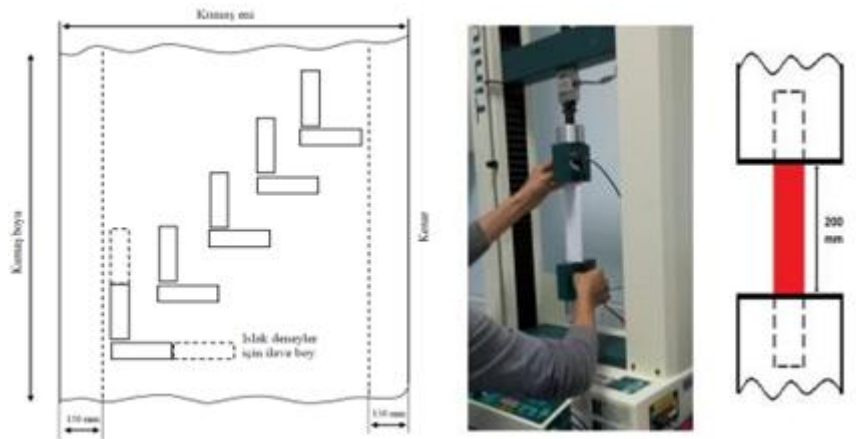 Kumaş eni
Kumaş boyu
Kenar
Islak deneyler
için ilave boy
150 mm
150 mm
200
mm